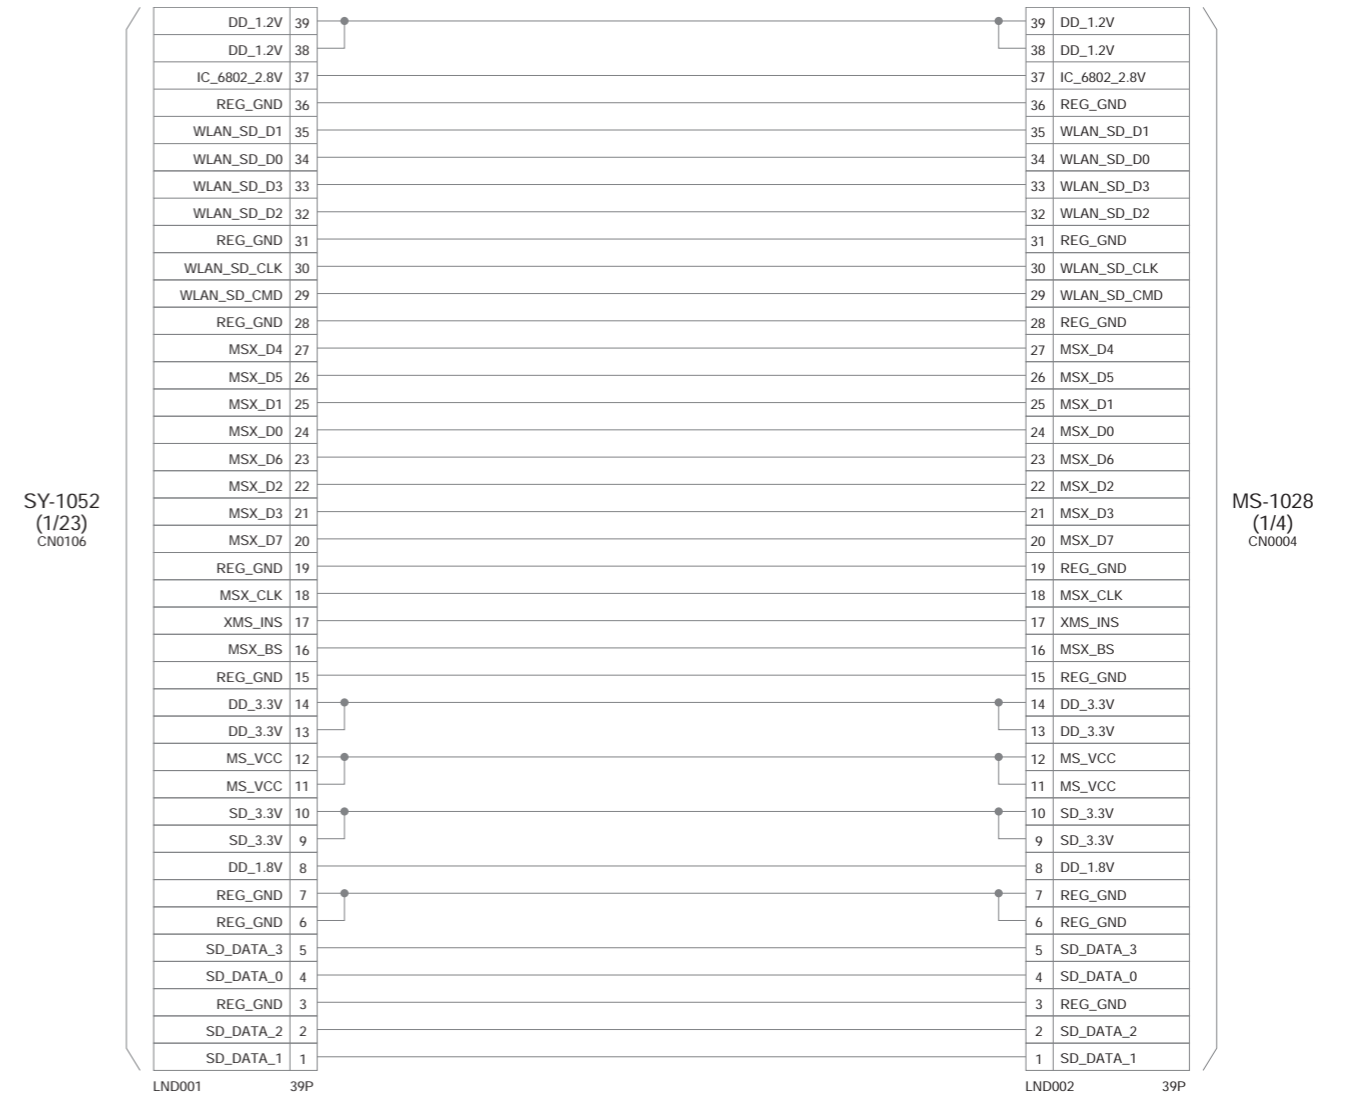 DD_1.2V 39 39 DD_1.2V
DD_1.2V 38 38 DD_1.2V
IC_6802_2.8V 37 37 IC_6802_2.8V
REG_GND 36 36 REG_GND
WLAN_SD_D1 35 35 WLAN_SD_D1
WLAN_SD_D0 34 34 WLAN_SD_D0
WLAN_SD_D3 33 33 WLAN_SD_D3
WLAN_SD_D2 32 32 WLAN_SD_D2
REG_GND 31 31 REG_GND
WLAN_SD_CLK 30 30 WLAN_SD_CLK
WLAN_SD_CMD 29 29 WLAN_SD_CMD
REG_GND 28 28 REG_GND
MSX_D4 27 27 MSX_D4
MSX_D5 26 26 MSX_D5
MSX_D1 25 25 MSX_D1
MSX_D0 24 24 MSX_D0
MSX_D6 23 23 MSX_D6
MSX_D2 22 22 MSX_D2
SY-1052 MS-1028
MSX_D3 21 21 MSX_D3
(1/23) (1/4)
MSX_D7 20 20 MSX_D7
CN0106 CN0004
REG_GND 19 19 REG_GND
MSX_CLK 18 18 MSX_CLK
XMS_INS 17 17 XMS_INS
MSX_BS 16 16 MSX_BS
REG_GND 15 15 REG_GND
DD_3.3V 14 14 DD_3.3V
DD_3.3V 13 13 DD_3.3V
MS_VCC 12 12 MS_VCC
MS_VCC 11 11 MS_VCC
SD_3.3V 10 10 SD_3.3V
SD_3.3V 9 9 SD_3.3V
DD_1.8V 8 8 DD_1.8V
REG_GND 7 7 REG_GND
REG_GND 6 6 REG_GND
SD_DATA_3 5 5 SD_DATA_3
SD_DATA_0 4 4 SD_DATA_0
REG_GND 3 3 REG_GND
SD_DATA_2 2 2 SD_DATA_2
SD_DATA_1 1 1 SD_DATA_1
LND001 39P LND002 39P